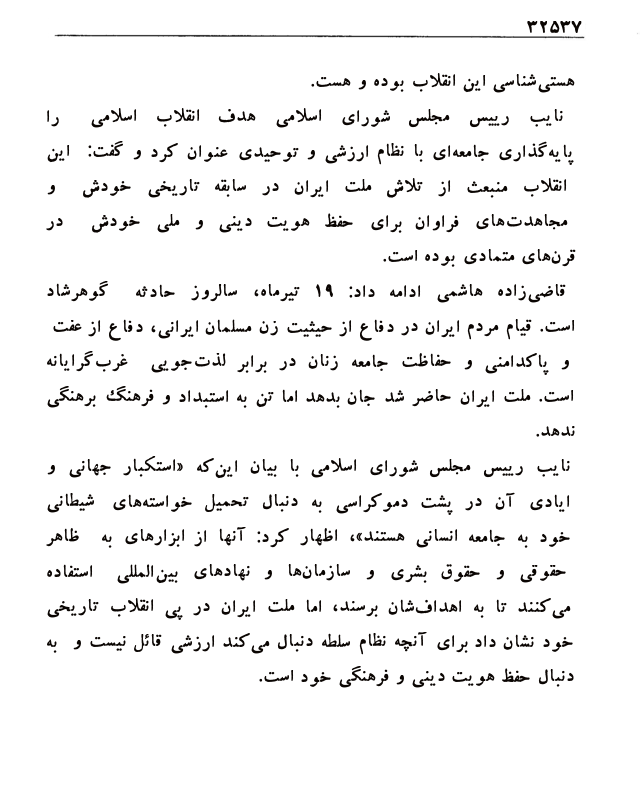 ۳۲۵۳۷
هستی‌شناسی این انقلاب بوده و هست.
نایب رییس مجلس شورای اسلامی هدف انقلاب اسلامی را
پایه‌گذاری جامعه‌ای با نظام ارزشی و توحیدی عنوان کرد و گفت: این
انقلاب منبعث از تلاش ملت ایران در سابقه تاریخی خودش و
مجاهدت‌های فراوان برای حفظ هویت دینی و ملی خودش در
قرن‌های متمادی بوده است.
قاضی‌زاده هاشمی ادامه داد: ۱۹ تیرماه، سالروز حادثه گوهرشاد
است. قیام مردم ایران در دفاع از حیثیت زن مسلمان ایرانی، دفاع از عفت
و پاکدامنی و حفاظت جامعه زنان در برابر لذت‌جویی غرب‌گرایانه
است. ملت ایران حاضر شد جان بدهد اما تن به استبداد و فرهنگ برهنگی
ندهد.
نایب رییس مجلس شورای اسلامی با بیان این‌که «استکبار جهانی و
ایادی آن در پشت دموکراسی به دنبال تحمیل خواسته‌های شیطانی
خود به جامعه انسانی هستند»، اظهار کرد: آنها از ابزارهای به ظاهر
حقوقی و حقوق بشری و سازمان‌ها و نهادهای بین‌المللی استفاده
می‌کنند تا به اهداف‌شان برسند، اما ملت ایران در پی انقلاب تاریخی
خود نشان داد برای آنچه نظام سلطه دنبال می‌کند ارزشی قائل نیست و به
دنبال حفظ هویت دینی و فرهنگی خود است.